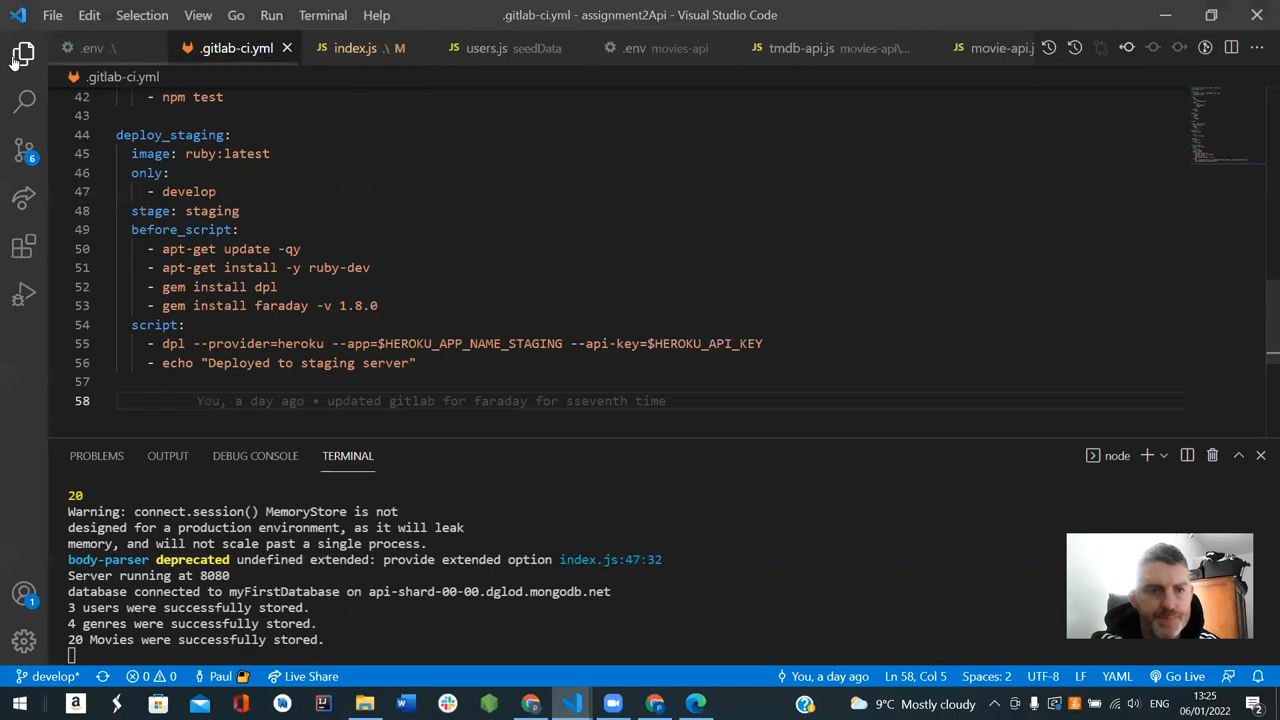 File Edit Selection View Go Run Terminal Help .gitlab-ci.yml - assignment2Api - Visual Studio Code
.env .\ .gitlab-ci.yml index.js .\ M users.js seedData .env movies-api tmdb-api.js movies-api\... movie-api.j
.gitlab-ci.yml
42 - npm test
43
44 deploy_staging:
45 image: ruby:latest
46 only:
47 - develop
48 stage: staging
49 before_script:
50 - apt-get update -qy
51 - apt-get install -y ruby-dev
52 - gem install dpl
53 - gem install faraday -v 1.8.0
54 script:
55 - dpl --provider=heroku --app=$HEROKU_APP_NAME_STAGING --api-key=$HEROKU_API_KEY
56 - echo "Deployed to staging server"
57
58 You, a day ago • updated gitlab for faraday for sseventh time
PROBLEMS OUTPUT DEBUG CONSOLE TERMINAL node
20
Warning: connect.session() MemoryStore is not
designed for a production environment, as it will leak
memory, and will not scale past a single process.
body-parser deprecated undefined extended: provide extended option index.js:47:32
Server running at 8080
database connected to myFirstDatabase on api-shard-00-00.dglod.mongodb.net
3 users were successfully stored.
4 genres were successfully stored.
20 Movies were successfully stored.
6
1
develop* 0 0 Paul Live Share You, a day ago Ln 58, Col 5 Spaces: 2 UTF-8 LF YAML Go Live
9°C Mostly cloudy ENG 13:25
06/01/2022 2